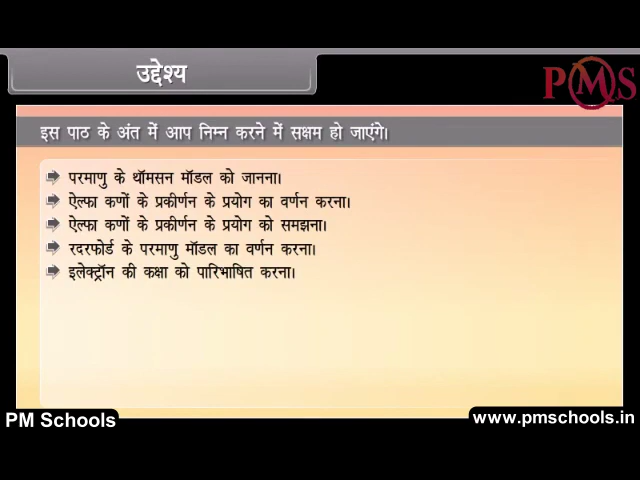 उद्देश्य
PMS
इस पाठ के अंत में आप निम्न करने में सक्षम हो जाएंगे।
परमाणु के थॉमसन मॉडल को जानना।
ऐल्फा कणों के प्रकीर्णन के प्रयोग का वर्णन करना।
ऐल्फा कणों के प्रकीर्णन के प्रयोग को समझना।
रदरफोर्ड के परमाणु मॉडल का वर्णन करना।
इलेक्ट्रॉन की कक्षा को पारिभाषित करना।
PM Schools
www.pmschools.in